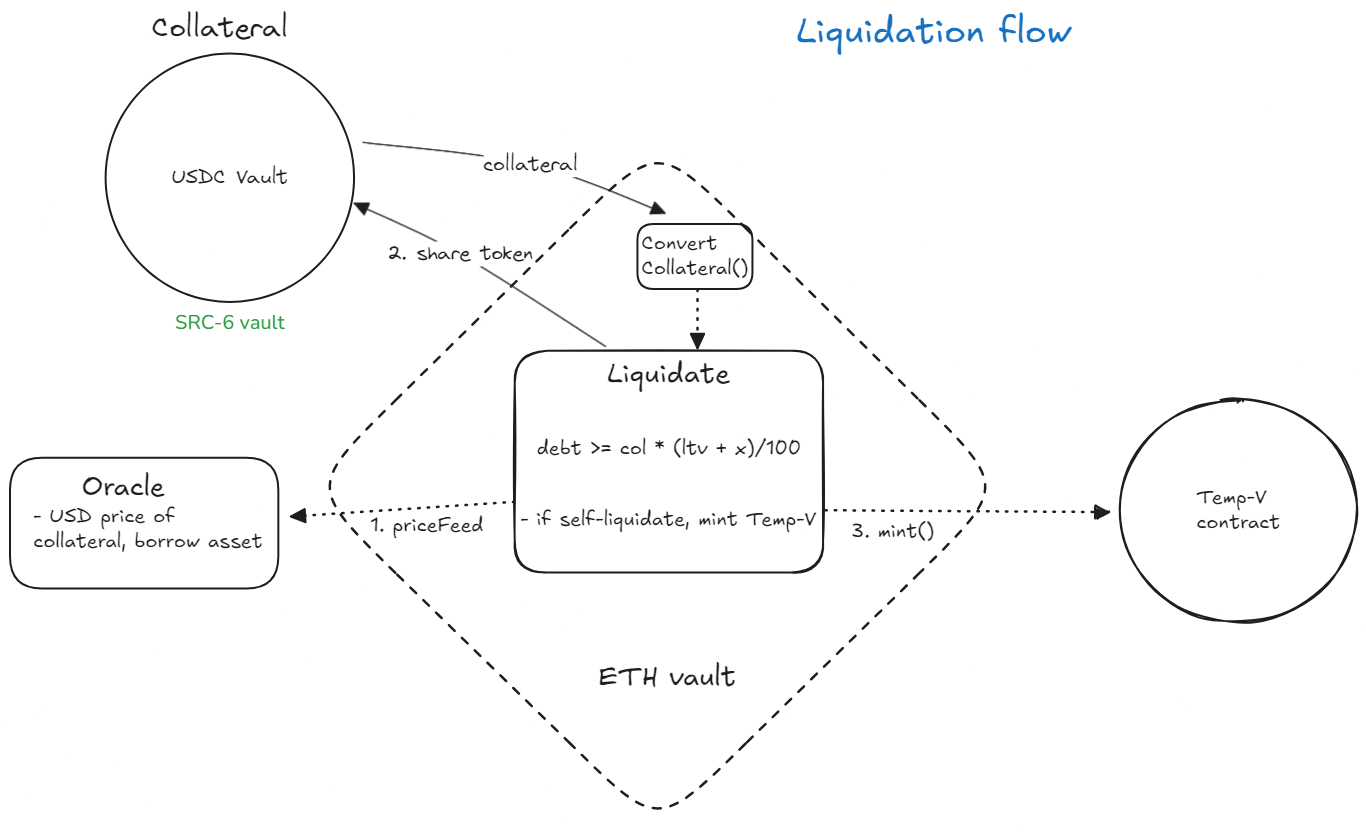 Collateral
Liquidation flow
USDC Vault
collateral
2. share token
Convert
Collateral()
SRC-6 vault
Liquidate
debt >= col * (ltv + x)/100
- if self-liquidate, mint Temp-V
Oracle
- USD price of
collateral, borrow asset
1. priceFeed
3. mint()
Temp-V
contract
ETH vault